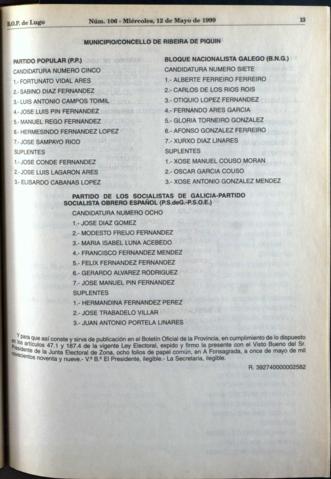 B.O.P. de Lugo
Núm. 106 - Miércoles, 12 de Mayo de 1999
13
MUNICIPIO/CONCELLO DE RIBEIRA DE PIQUIN
PARTIDO POPULAR (P.P.)
CANDIDATURA NUMERO CINCO
1.- FORTUNATO VIDAL ARES
2.- SABINO DIAZ FERNANDEZ
3.- LUIS ANTONIO CAMPOS TOMIL
4.- JOSE LUIS PIN FERNANDEZ
5.- MANUEL REGO FERNANDEZ
6.- HERMESINDO FERNANDEZ LOPEZ
7.- JOSE SAMPAYO RICO
SUPLENTES
1.- JOSE CONDE FERNANDEZ
2.- JOSE LUIS LAGARON ARES
3.- ELISARDO CABANAS LOPEZ
BLOQUE NACIONALISTA GALEGO (B.N.G.)
CANDIDATURA NUMERO SIETE
1.- ALBERTE FERREIRO FERREIRO
2.- CARLOS DE LOS RIOS ROIS
3.- OTIQUIO LOPEZ FERNANDEZ
4.- FERNANDO ARES GARCIA
5.- GLORIA TORNEIRO GONZALEZ
6.- AFONSO GONZALEZ FERREIRO
7.- XURXO DIAZ LINARES
SUPLENTES
1.- XOSE MANUEL COUSO MORAN
2.- OSCAR GARCIA COUSO
3.- XOSE ANTONIO GONZALEZ MENDEZ
PARTIDO DE LOS SOCIALISTAS DE GALICIA-PARTIDO
SOCIALISTA OBRERO ESPAÑOL (P.S.deG.-P.S.O.E.)
CANDIDATURA NUMERO OCHO
1.- JOSE DIAZ GOMEZ
2.- MODESTO FREIJO FERNANDEZ
3.- MARIA ISABEL LUNA ACEBEDO
4.- FRANCISCO FERNANDEZ MENDEZ
5.- FELIX FERNANDEZ FERNANDEZ
6.- GERARDO ALVAREZ RODRIGUEZ
7.- JOSE MANUEL PIN FERNANDEZ
SUPLENTES
1.- HERMANDINA FERNANDEZ PEREZ
2.- JOSE TRABADELO VILLAR
3.- JUAN ANTONIO PORTELA LINARES
Y para que así conste y sirva de publicación en el Boletín Oficial de la Provincia, en cumplimiento de lo dispuesto
en los artículos 47.1 y 187.4 de la vigente Ley Electoral, expido y firmo la presente con el Visto Bueno del Sr.
Presidente de la Junta Electoral de Zona, ocho folios de papel común, en A Fonsagrada, a once de mayo de mil
novecientos noventa y nueve.- V.º B.º El Presidente, ilegible.- La Secretaria, ilegible.
R. 392740000002582